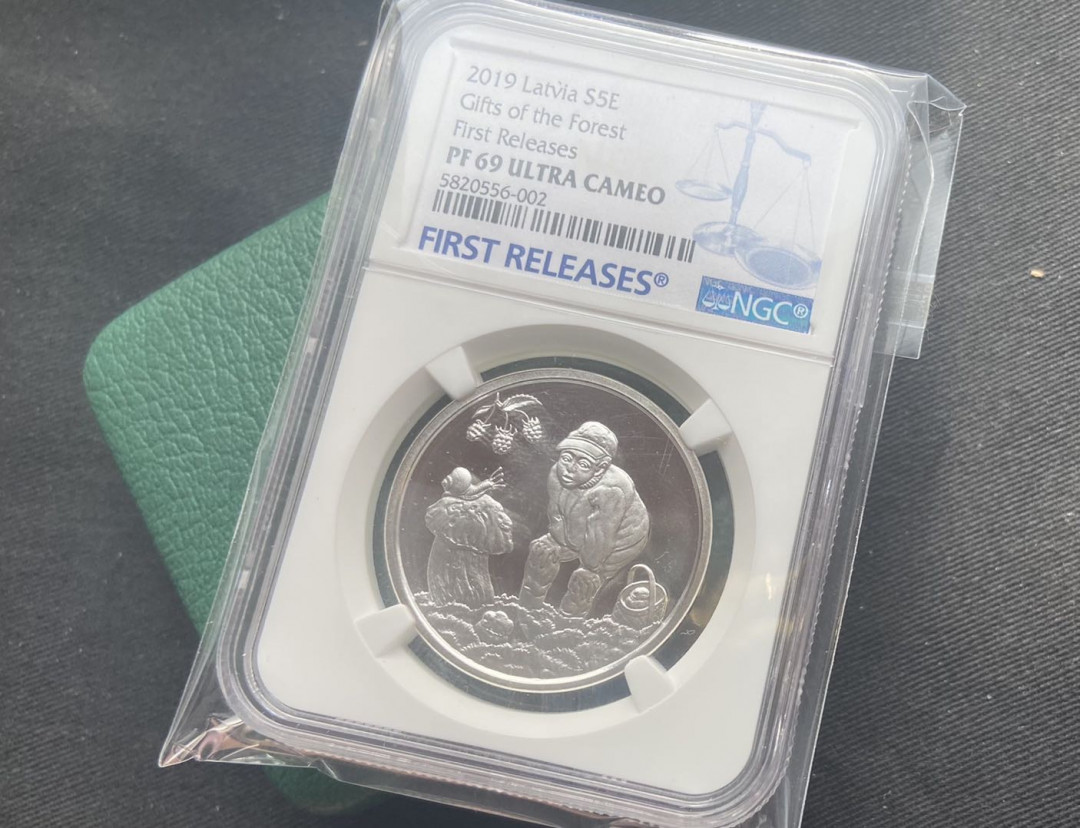 2019 Latvia S5E
Gifts of the Forest
First Releases
PF 69 ULTRA CAMEO
5820556-002
FIRST RELEASES®
NGC®